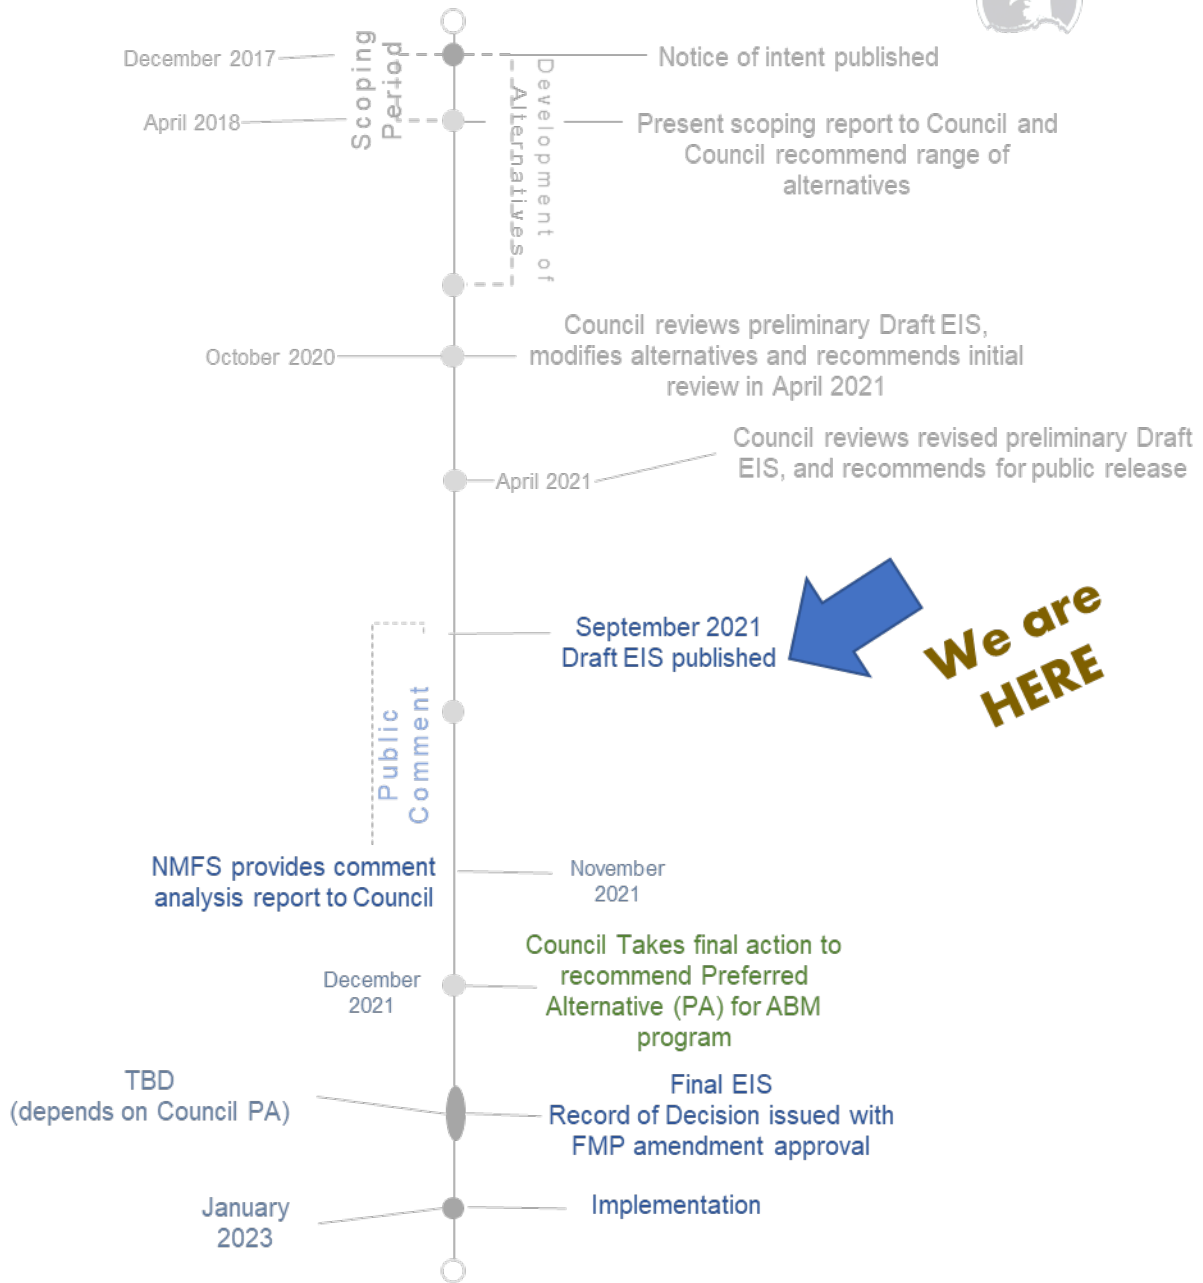 December 2017
Scoping
Period
Notice of intent published
April 2018
Development of
Alternatives
Present scoping report to Council and
Council recommend range of
alternatives
October 2020
Council reviews preliminary Draft EIS,
modifies alternatives and recommends initial
review in April 2021
April 2021
Council reviews revised preliminary Draft
EIS, and recommends for public release
September 2021
Draft EIS published
We are
HERE
Public
Comment
NMFS provides comment
analysis report to Council
November
2021
December
2021
Council Takes final action to
recommend Preferred
Alternative (PA) for ABM
program
TBD
(depends on Council PA)
Final EIS
Record of Decision issued with
FMP amendment approval
January
2023
Implementation